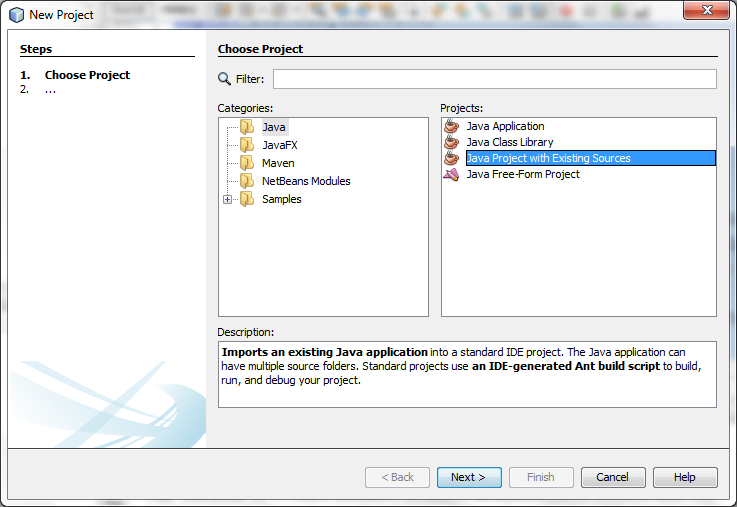 New Project
Steps
1. Choose Project
2. ...
Choose Project
Filter:
Categories:
Java
JavaFX
Maven
NetBeans Modules
Samples
Projects:
Java Application
Java Class Library
Java Project with Existing Sources
Java Free-Form Project
Description:
Imports an existing Java application into a standard IDE project. The Java application can
have multiple source folders. Standard projects use an IDE-generated Ant build script to build,
run, and debug your project.
< Back
Next >
Finish
Cancel
Help